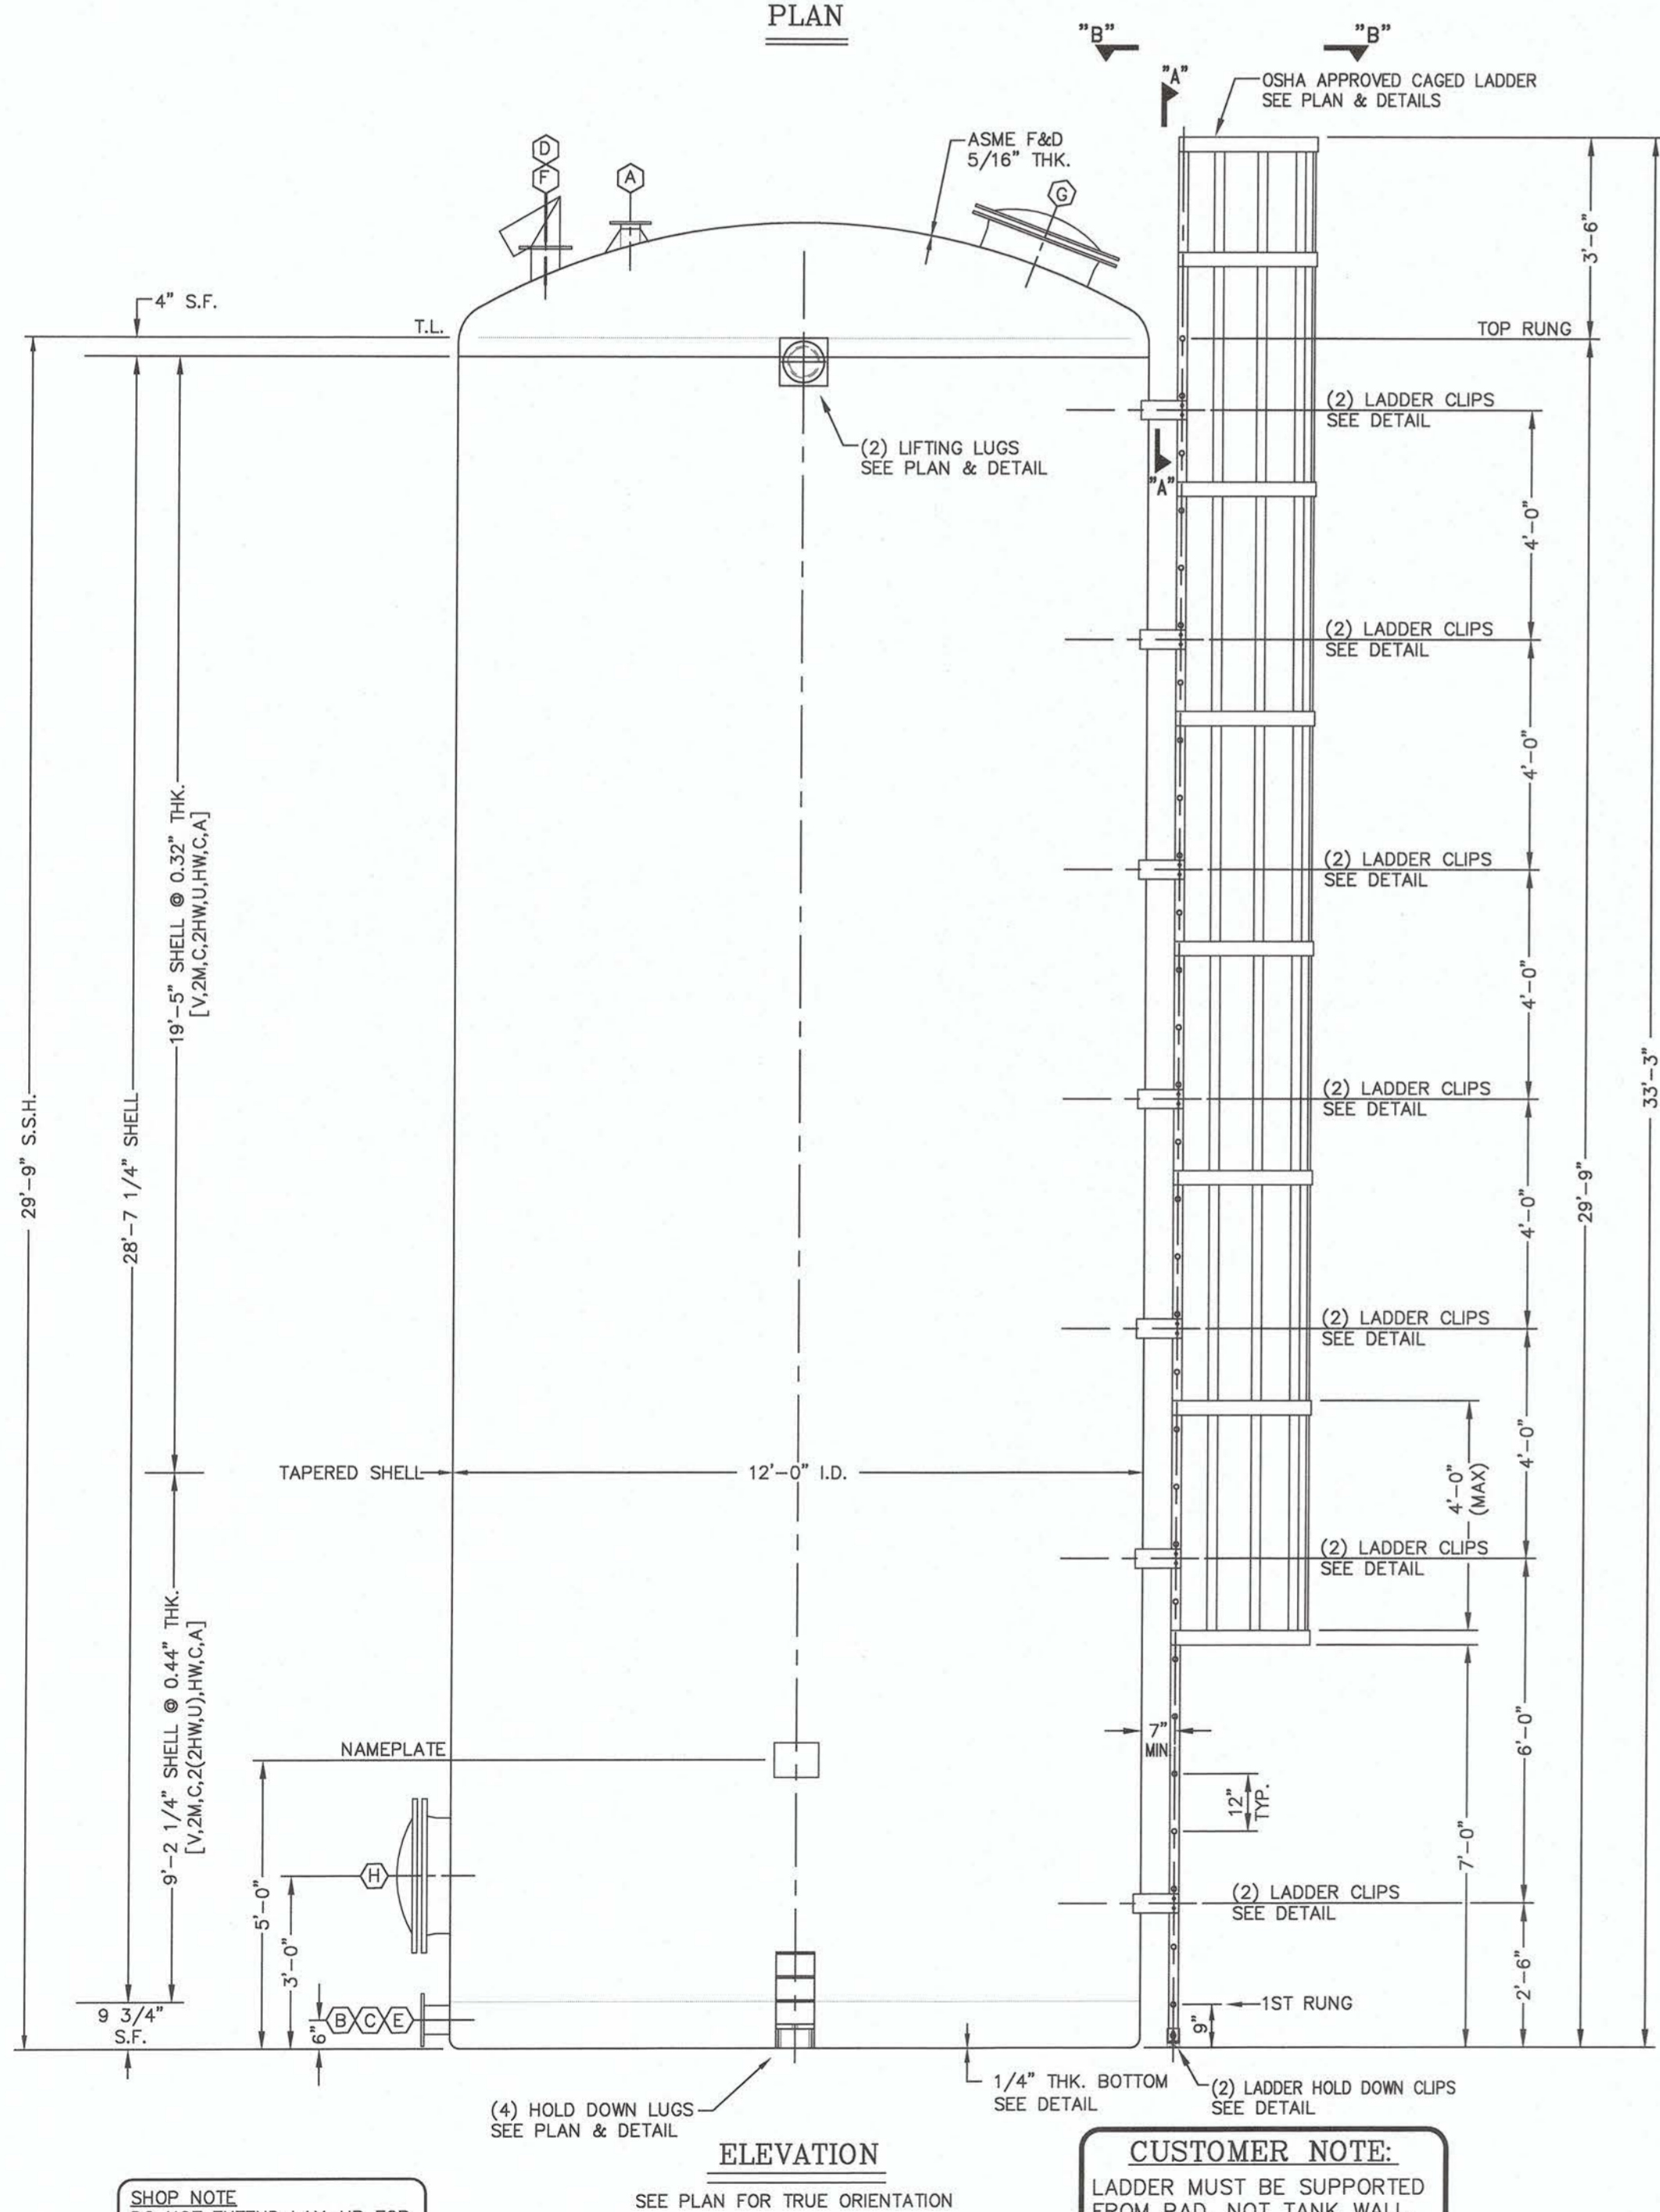 PLAN
"B"
"B"
"A"
OSHA APPROVED CAGED LADDER
SEE PLAN & DETAILS
ASME F&D
5/16" THK.
D
F
A
G
3'-6"
4" S.F.
T.L.
TOP RUNG
(2) LADDER CLIPS
SEE DETAIL
(2) LIFTING LUGS
SEE PLAN & DETAIL
"A"
4'-0"
(2) LADDER CLIPS
SEE DETAIL
4'-0"
19'-5" SHELL @ 0.32" THK.
[V,2M,C,2HW,U,HW,C,A]
(2) LADDER CLIPS
SEE DETAIL
4'-0"
29'-9" S.S.H.
28'-7 1/4" SHELL
(2) LADDER CLIPS
SEE DETAIL
33'-3"
29'-9"
4'-0"
(2) LADDER CLIPS
SEE DETAIL
4'-0"
TAPERED SHELL
12'-0" I.D.
4'-0"
(MAX)
(2) LADDER CLIPS
SEE DETAIL
9'-2 1/4" SHELL @ 0.44" THK.
[V,2M,C,2(2HW,U),HW,C,A]
NAMEPLATE
7"
MIN.
6'-0"
12"
TYP.
7'-0"
H
5'-0"
3'-0"
(2) LADDER CLIPS
SEE DETAIL
2'-6"
9 3/4"
S.F.
6"
B
C
E
1ST RUNG
9"
1/4" THK. BOTTOM
SEE DETAIL
(2) LADDER HOLD DOWN CLIPS
SEE DETAIL
(4) HOLD DOWN LUGS
SEE PLAN & DETAIL
ELEVATION
SEE PLAN FOR TRUE ORIENTATION
CUSTOMER NOTE:
LADDER MUST BE SUPPORTED
FROM PAD, NOT TANK WALL
SHOP NOTE